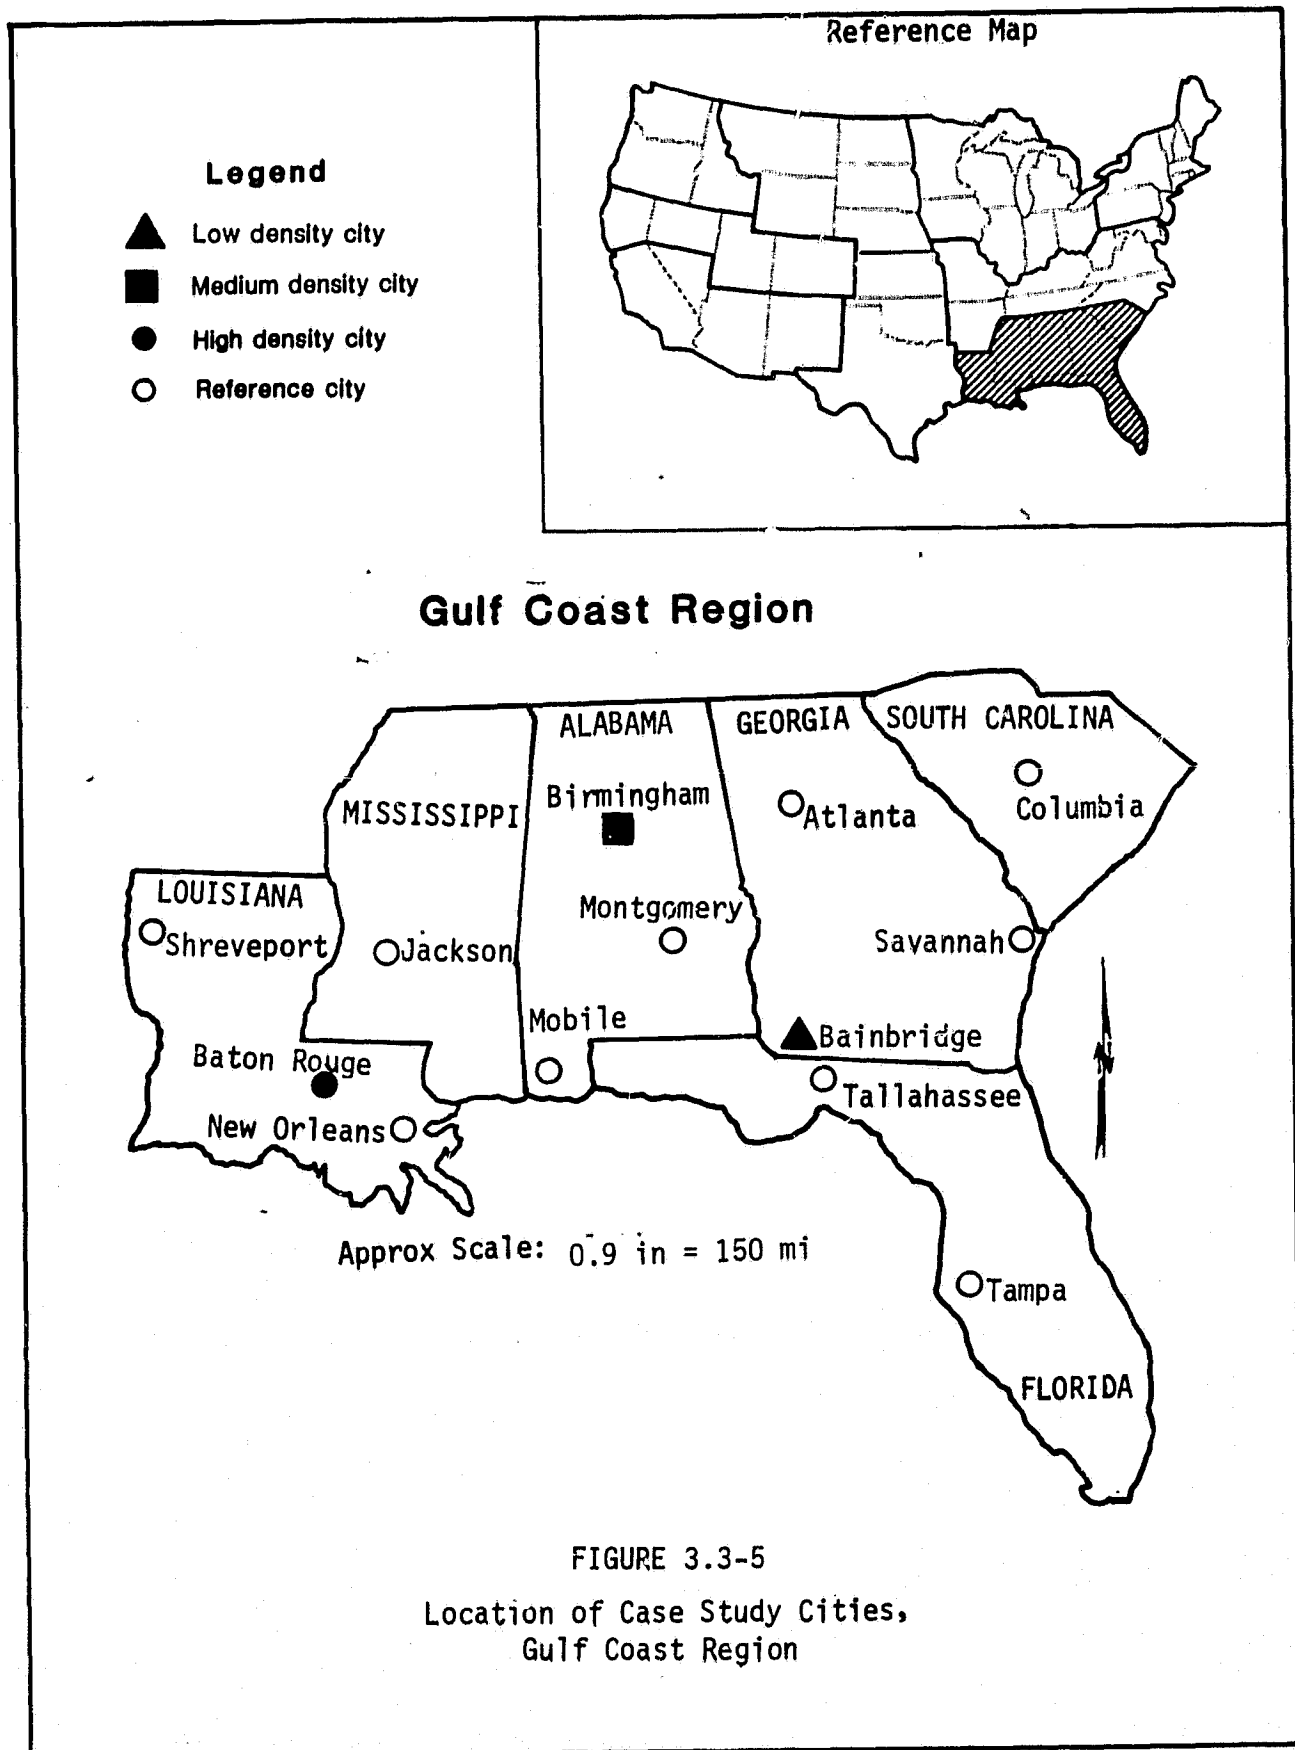 Reference Map
Legend
Low density city
Medium density city
High density city
Reference city
Gulf Coast Region
ALABAMA
GEORGIA
SOUTH CAROLINA
Birmingham
MISSISSIPPI
Atlanta
Columbia
LOUISIANA
Montgomery
Shreveport
Jackson
Savannah
Mobile
Bainbridge
Baton Rouge
Tallahassee
New Orleans
Approx Scale: 0.9 in = 150 mi
Tampa
FLORIDA
FIGURE 3.3-5
Location of Case Study Cities,
Gulf Coast Region